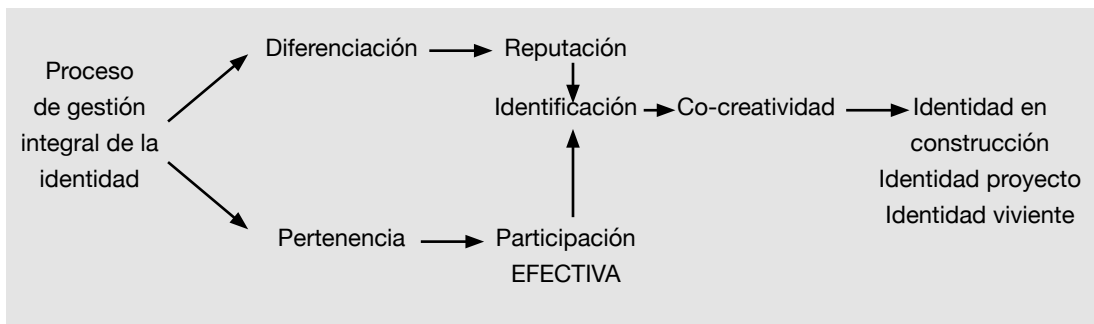 Proceso
de gestión
integral de la
identidad
Diferenciación
Reputación
Identificación
Co-creatividad
Identidad en
construcción
Identidad proyecto
Identidad viviente
Pertenencia
Participación
EFECTIVA